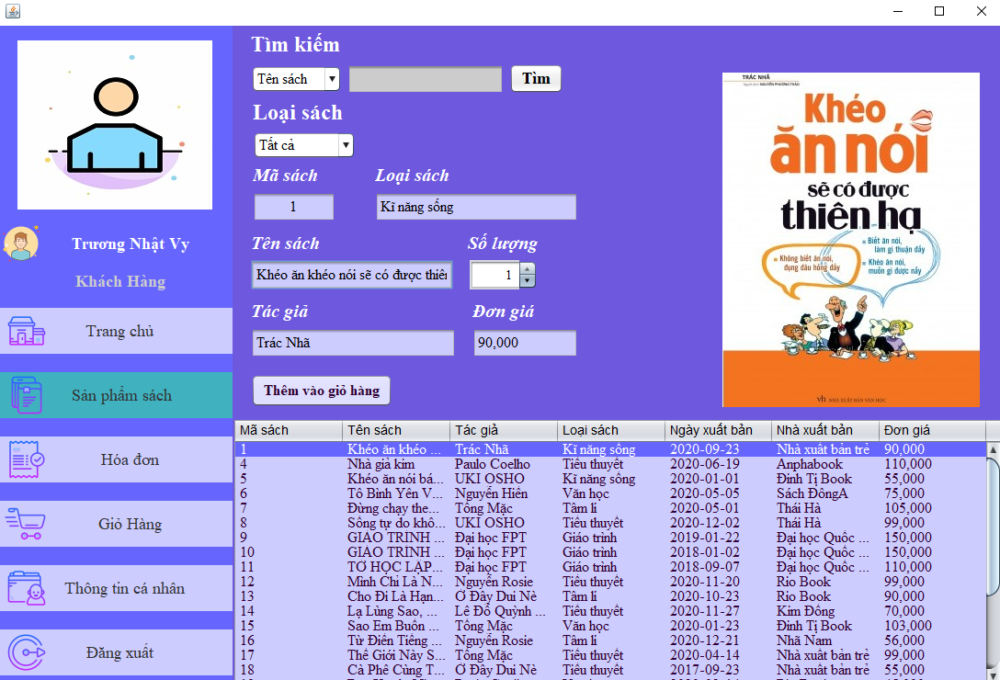 Trương Nhật Vy
Khách Hàng
Trang chủ
Sản phẩm sách
Hóa đơn
Giỏ Hàng
Thông tin cá nhân
Đăng xuất
Tìm kiếm
Tên sách
Tìm
Loại sách
Tất cả
Mã sách Loại sách
1 Kĩ năng sống
Tên sách Số lượng
Khéo ăn khéo nói sẽ có được thiên 1
Tác giả Đơn giá
Trác Nhã 90,000
Thêm vào giỏ hàng
TRÁC NHÃ
Khéo
ăn nói
sẽ có được
thiên hạ
• Biết ăn nói,
làm gì thuận đấy
• Không biết ăn nói,
đụng đâu hỏng đấy
• Khéo ăn nói,
muốn gì được nấy
NHÀ XUẤT BẢN VĂN HỌC
Mã sách Tên sách Tác giả Loại sách Ngày xuất bản Nhà xuất bản Đơn giá
1 Khéo ăn khéo ... Trác Nhã Kĩ năng sống 2020-09-23 Nhà xuất bản trẻ 90,000
4 Nhà giả kim Paulo Coelho Tiểu thuyết 2020-06-19 Anphabook 110,000
5 Khéo ăn nói bá... UKI OSHO Kĩ năng sống 2020-01-01 Đinh Tị Book 55,000
6 Tô Bình Yên V... Nguyễn Hiên Văn học 2020-05-05 Sách ĐôngA 75,000
7 Đừng chạy the... Tống Mặc Tâm lí 2020-05-01 Thái Hà 105,000
8 Sống tự do khô... UKI OSHO Tiểu thuyết 2020-12-02 Thái Hà 99,000
9 GIÁO TRÌNH ... Đại học FPT Giáo trình 2019-01-22 Đại học Quốc ... 150,000
10 GIÁO TRÌNH ... Đại học FPT Giáo trình 2018-01-02 Đại học Quốc ... 150,000
11 TỰ HỌC LẬP... Đại học FPT Giáo trình 2018-09-07 Đại học Quốc ... 110,000
12 Mình Chỉ Là N... Nguyễn Rosie Tiểu thuyết 2020-11-20 Rio Book 99,000
13 Cho Đi Là Hạn... Ở Đây Dui Nè Tâm lí 2020-10-23 Rio Book 90,000
14 Lạ Lùng Sao, ... Lê Đỗ Quỳnh ... Tiểu thuyết 2020-11-27 Kim Đồng 70,000
15 Sao Em Buồn ... Tống Mặc Văn học 2020-01-23 Đinh Tị Book 103,000
16 Từ Điển Tiếng ... Nguyễn Rosie Tâm lí 2020-12-21 Nhã Nam 56,000
17 Thế Giới Này S... Tống Mặc Tiểu thuyết 2020-04-14 Nhà xuất bản trẻ 99,000
18 Cà Phê Cùng T... Ở Đây Dui Nè Tiểu thuyết 2017-09-23 Nhà xuất bản trẻ 55,000